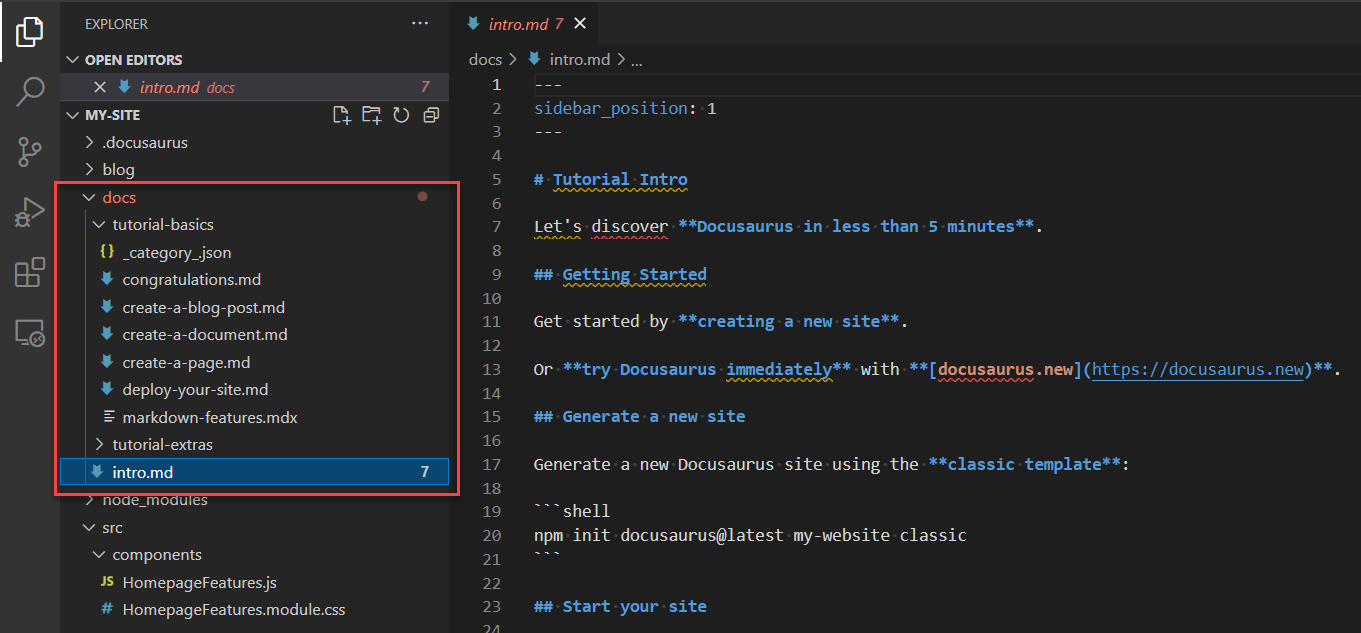 EXPLORER
OPEN EDITORS
intro.md docs 7
MY-SITE
.docusaurus
blog
docs
tutorial-basics
{} _category_.json
congratulations.md
create-a-blog-post.md
create-a-document.md
create-a-page.md
deploy-your-site.md
markdown-features.mdx
tutorial-extras
intro.md 7
node_modules
src
components
JS HomepageFeatures.js
# HomepageFeatures.module.css
intro.md 7
docs > intro.md > ...
1 ---
2 sidebar_position: 1
3 ---
4
5 # Tutorial Intro
6
7 Let's discover **Docusaurus in less than 5 minutes**.
8
9 ## Getting Started
10
11 Get started by **creating a new site**.
12
13 Or **try Docusaurus immediately** with **[docusaurus.new](https://docusaurus.new)**.
14
15 ## Generate a new site
16
17 Generate a new Docusaurus site using the **classic template**:
18
19 ```shell
20 npm init docusaurus@latest my-website classic
21 ```
22
23 ## Start your site
24